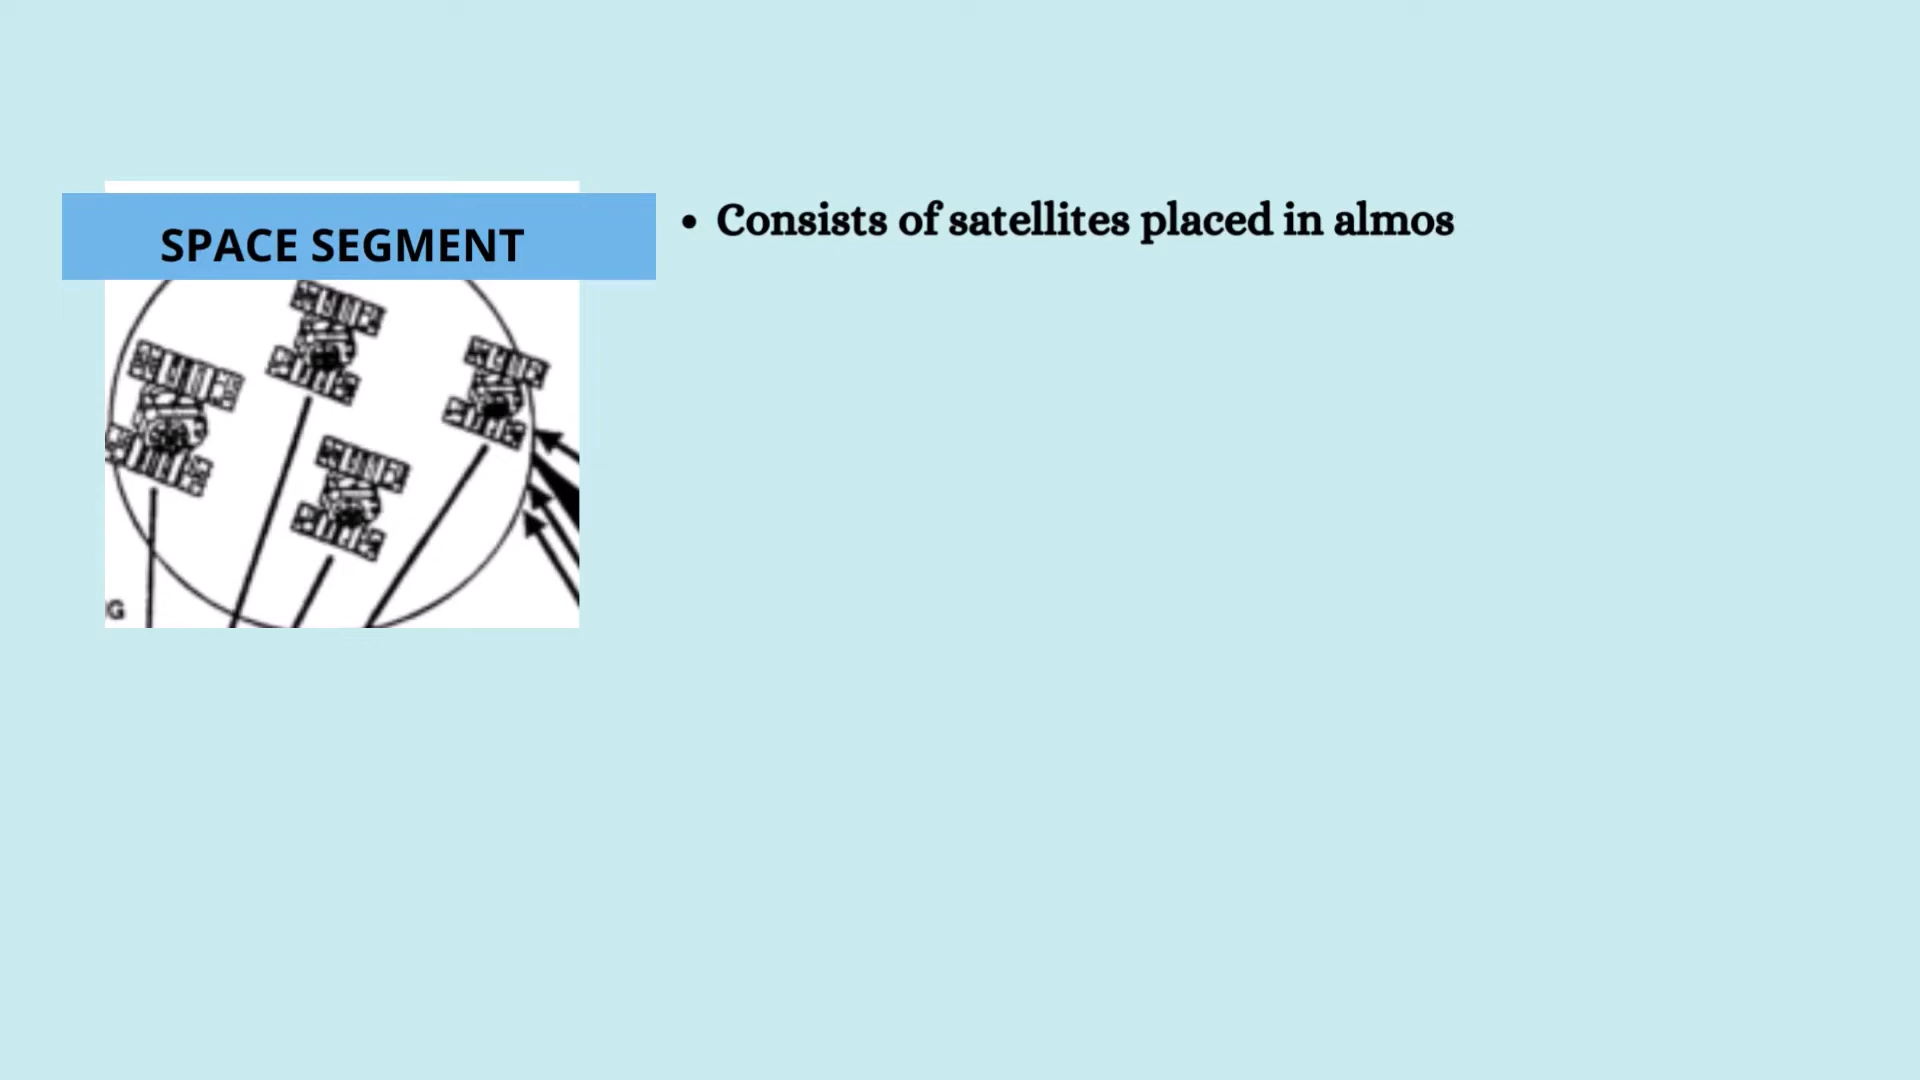 SPACE SEGMENT
• Consists of satellites placed in almos
G